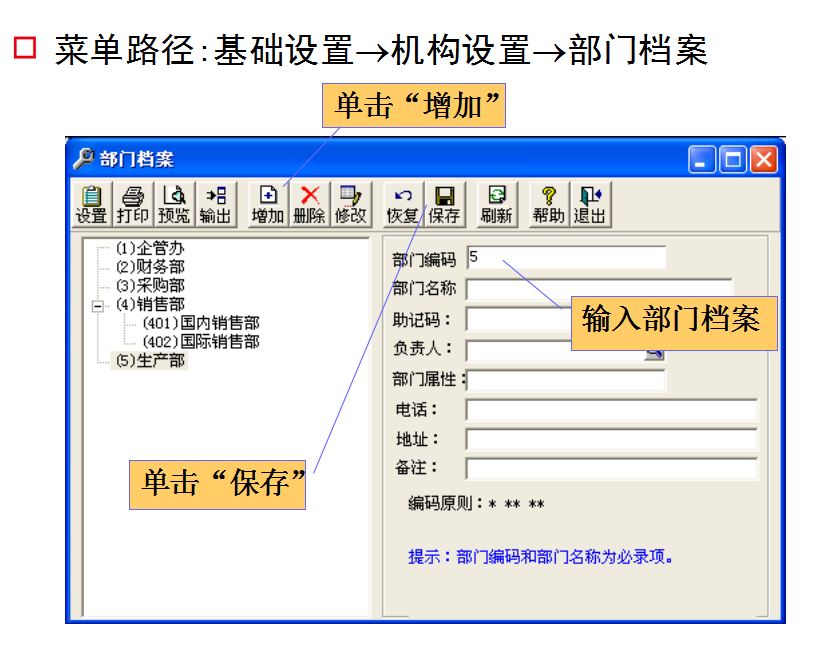 菜单路径:基础设置→机构设置→部门档案
单击“增加”
部门档案
设置 打印 预览 输出 增加 删除 修改 恢复 保存 刷新 帮助 退出
(1)企管办
(2)财务部
(3)采购部
(4)销售部
(401)国内销售部
(402)国际销售部
(5)生产部
部门编码 5
部门名称
输入部门档案
助记码：
负责人：
部门属性：
电话：
地址：
备注：
单击“保存”
编码原则：* ** **
提示：部门编码和部门名称为必录项。